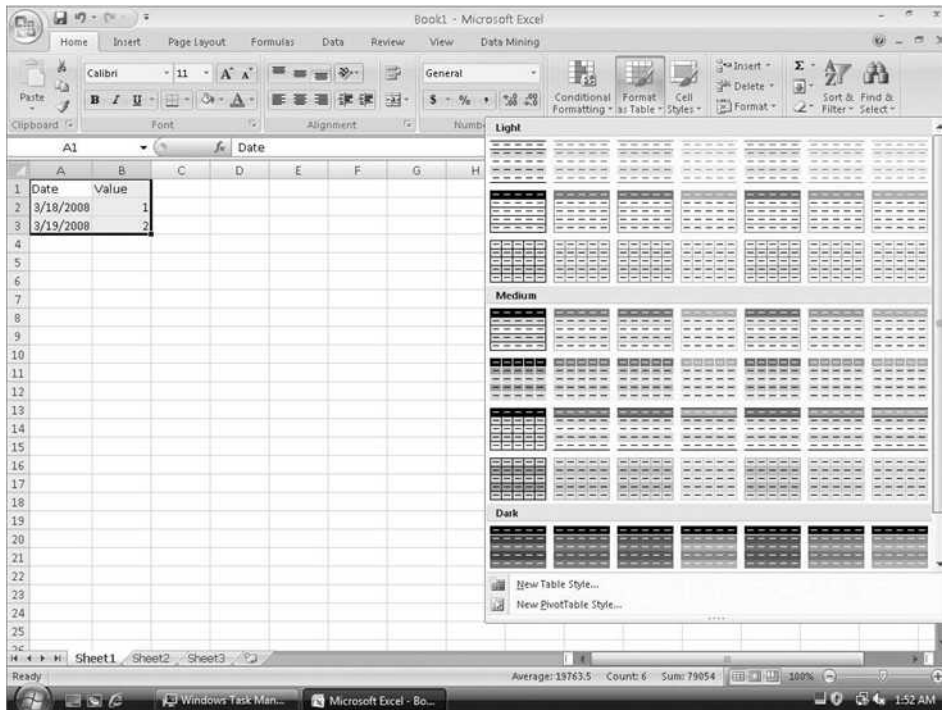 Book1 - Microsoft Excel
Home Insert Page Layout Formulas Data Review View Data Mining
Paste
Calibri 11 A A
B I U A
General
$ % ,
Conditional Formatting
Format as Table
Cell Styles
Insert
Delete
Format
Σ
Sort & Filter
Find & Select
Clipboard Font Alignment
A1 fx Date
A B C D E F G H
1 Date Value
2 3/18/2008 1
3 3/19/2008 2
4
5
6
7
8
9
10
11
12
13
14
15
16
17
18
19
20
21
22
23
24
25
Light
Medium
Dark
New Table Style...
New PivotTable Style...
Sheet1 Sheet2 Sheet3
Ready Average: 19763.5 Count: 6 Sum: 79054 100%
Windows Task Man... Microsoft Excel - Bo... 1:52 AM